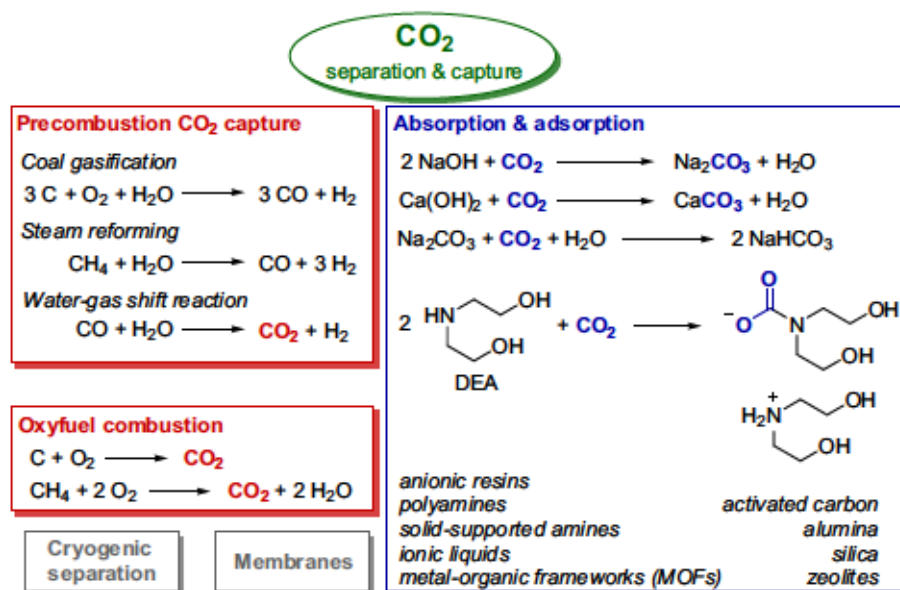 CO₂
separation & capture
Precombustion CO₂ capture
Coal gasification
3 C + O₂ + H₂O ⟶ 3 CO + H₂
Steam reforming
CH₄ + H₂O ⟶ CO + 3 H₂
Water-gas shift reaction
CO + H₂O ⟶ CO₂ + H₂
Oxyfuel combustion
C + O₂ ⟶ CO₂
CH₄ + 2 O₂ ⟶ CO₂ + 2 H₂O
Cryogenic
separation
Membranes
Absorption & adsorption
2 NaOH + CO₂ ⟶ Na₂CO₃ + H₂O
Ca(OH)₂ + CO₂ ⟶ CaCO₃ + H₂O
Na₂CO₃ + CO₂ + H₂O ⟶ 2 NaHCO₃
2 HN OH OH + CO₂ ⟶ ⁻O O N OH OH
DEA
H₂N⁺ OH OH
anionic resins
polyamines activated carbon
solid-supported amines alumina
ionic liquids silica
metal-organic frameworks (MOFs) zeolites